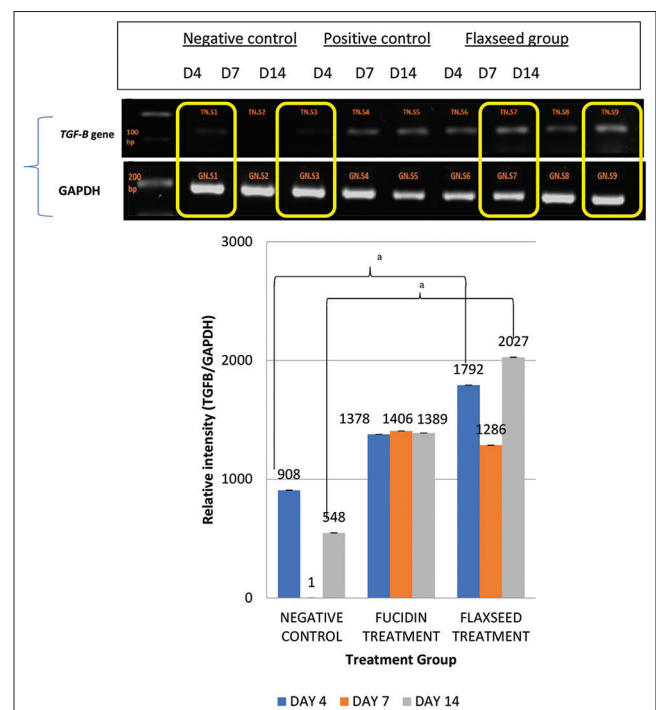 Negative control Positive control Flaxseed group
D4 D7 D14 D4 D7 D14 D4 D7 D14
TN.S1 TN.S2 TN.S3 TN.S4 TN.S5 TN.S6 TN.S7 TN.S8 TN.S9
TGF-B gene
100
bp
GN.S1 GN.S2 GN.S3 GN.S4 GN.S5 GN.S6 GN.S7 GN.S8 GN.S9
200
bp
GAPDH
3000
a
a
2027
2000
1792
1378 1406 1389
1286
1000
908
548
1
0
Relative intensity (TGFB/GAPDH)
NEGATIVE CONTROL
FUCIDIN TREATMENT
FLAXSEED TREATMENT
Treatment Group
DAY 4 DAY 7 DAY 14